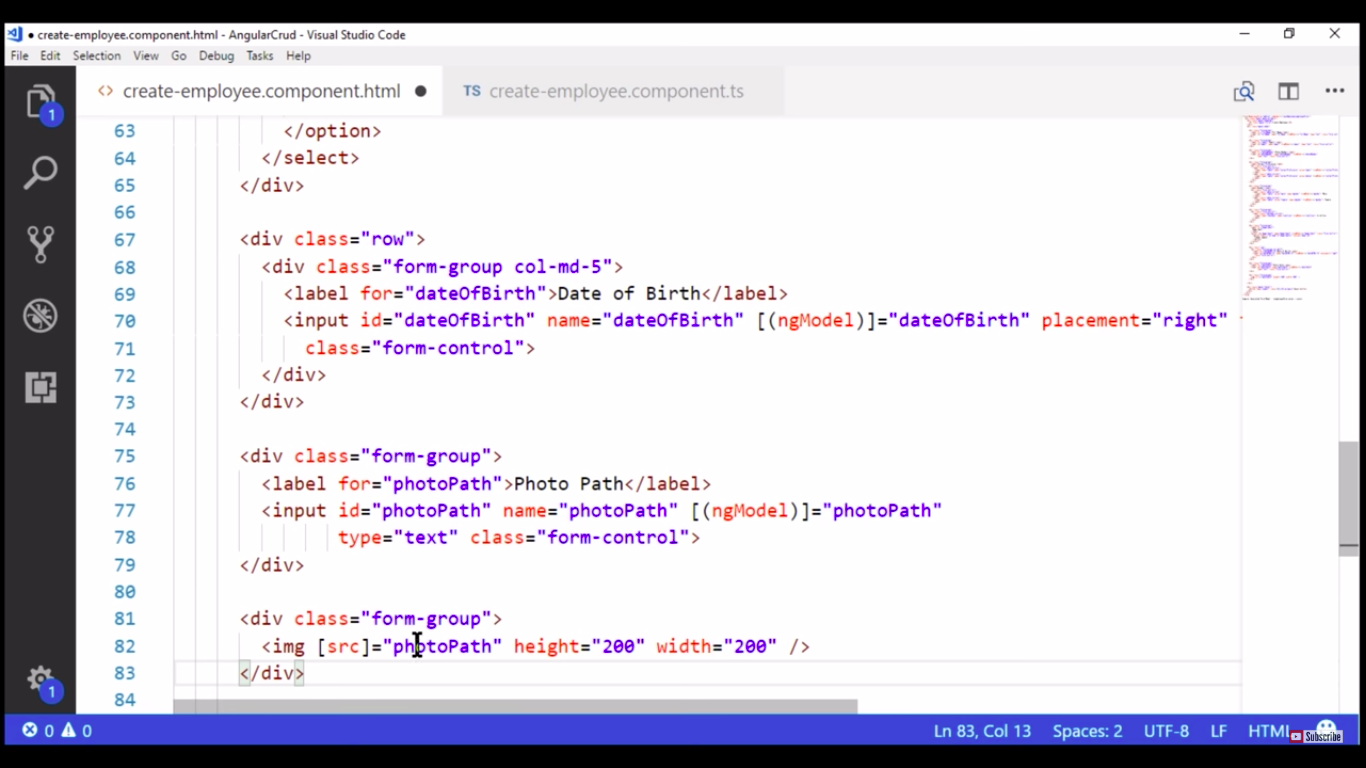 ● create-employee.component.html - AngularCrud - Visual Studio Code
File Edit Selection View Go Debug Tasks Help
<> create-employee.component.html ● TS create-employee.component.ts
1
63 </option>
64 </select>
65 </div>
66
67 <div class="row">
68 <div class="form-group col-md-5">
69 <label for="dateOfBirth">Date of Birth</label>
70 <input id="dateOfBirth" name="dateOfBirth" [(ngModel)]="dateOfBirth" placement="right"
71 class="form-control">
72 </div>
73 </div>
74
75 <div class="form-group">
76 <label for="photoPath">Photo Path</label>
77 <input id="photoPath" name="photoPath" [(ngModel)]="photoPath"
78 type="text" class="form-control">
79 </div>
80
81 <div class="form-group">
82 <img [src]="photoPath" height="200" width="200" />
83 </div>
84
1
0 0 Ln 83, Col 13 Spaces: 2 UTF-8 LF HTML Subscribe